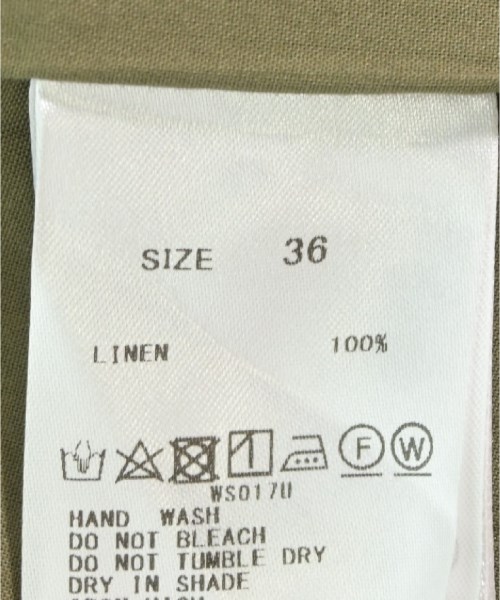 SIZE 36
LINEN 100%
F W
WS017U
HAND WASH
DO NOT BLEACH
DO NOT TUMBLE DRY
DRY IN SHADE